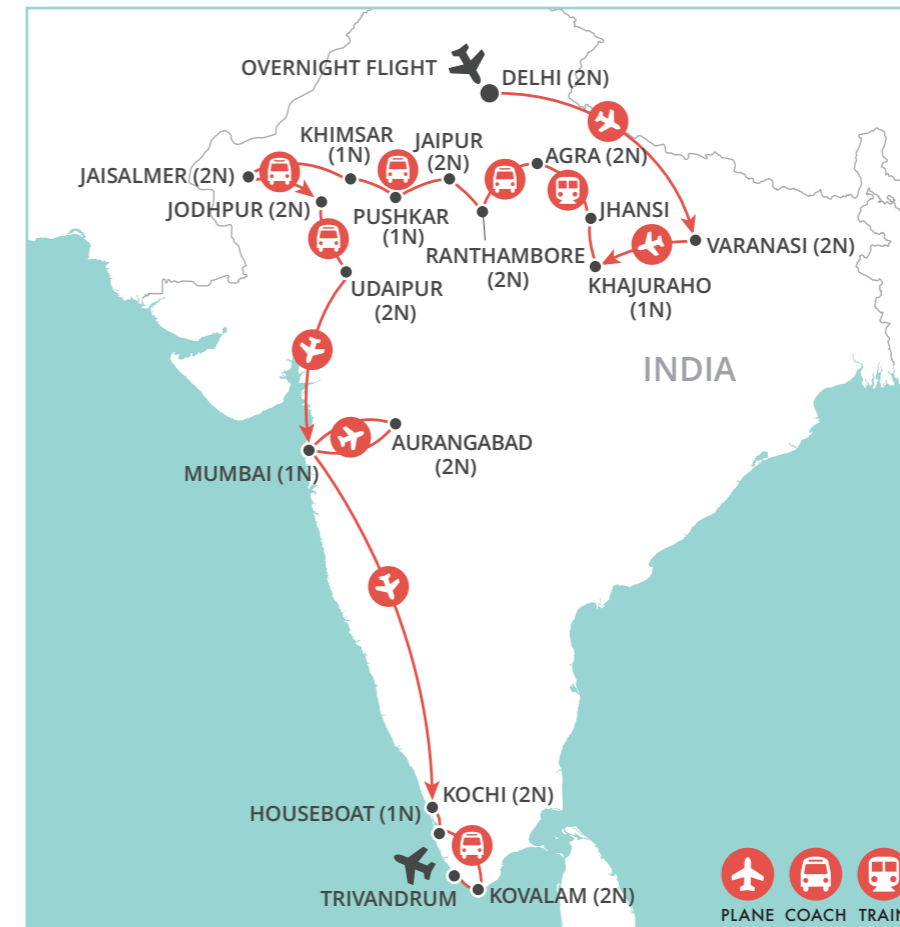 OVERNIGHT FLIGHT
DELHI (2N)
KHIMSAR
(1N)
JAIPUR
(2N)
AGRA (2N)
JAISALMER (2N)
JODHPUR (2N)
PUSHKAR
(1N)
JHANSI
RANTHAMBORE
(2N)
VARANASI (2N)
UDAIPUR
(2N)
KHAJURAHO
(1N)
INDIA
AURANGABAD
(2N)
MUMBAI (1N)
KOCHI (2N)
HOUSEBOAT (1N)
TRIVANDRUM
KOVALAM (2N)
PLANE COACH TRAIN